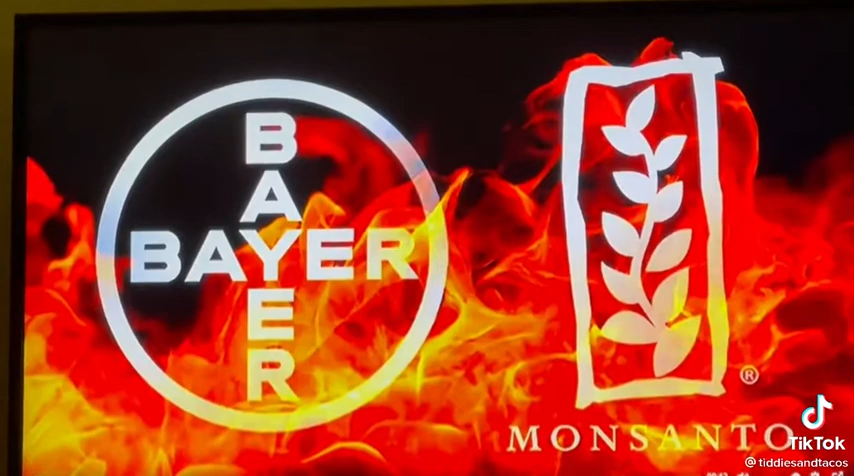 BAYER
BAYER
®
MONSANTO
TikTok
@tiddiesandtacos